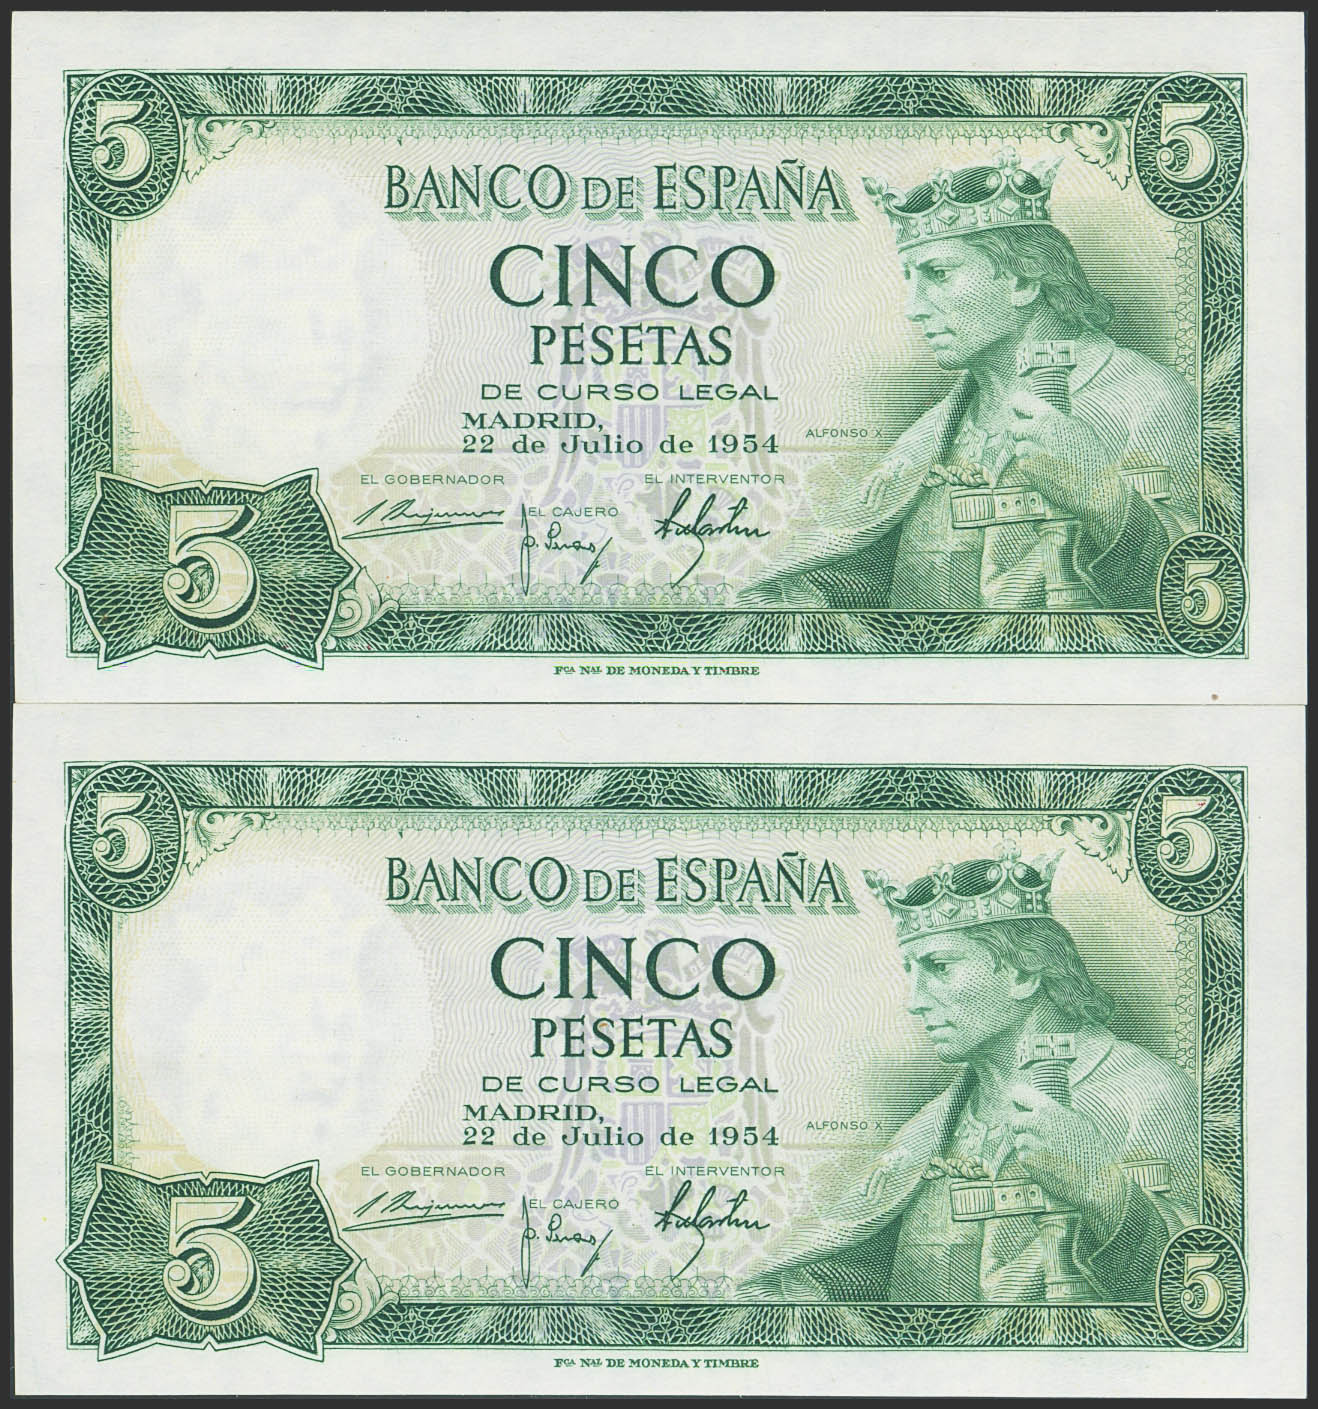 5 5
BANCO DE ESPAÑA
CINCO
PESETAS
DE CURSO LEGAL
MADRID,
22 de Julio de 1954
ALFONSO X
EL GOBERNADOR EL INTERVENTOR
EL CAJERO
5 5
FCA NAL DE MONEDA Y TIMBRE
5 5
BANCO DE ESPAÑA
CINCO
PESETAS
DE CURSO LEGAL
MADRID,
22 de Julio de 1954
ALFONSO X
EL GOBERNADOR EL INTERVENTOR
EL CAJERO
5 5
FCA NAL DE MONEDA Y TIMBRE